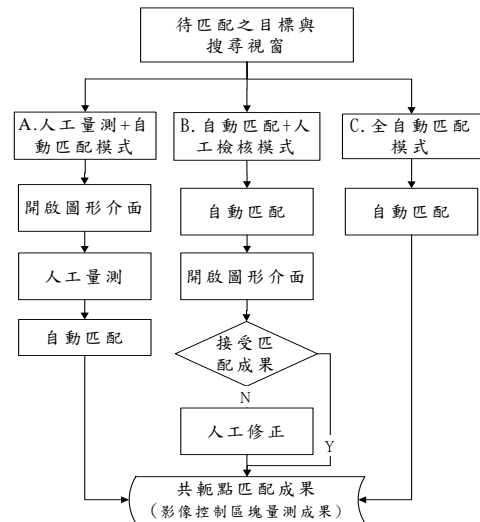 待匹配之目標與
搜尋視窗
A.人工量測+自
動匹配模式
B.自動匹配+人
工檢核模式
C.全自動匹配
模式
開啟圖形介面
自動匹配
自動匹配
人工量測
開啟圖形介面
自動匹配
接受匹
配成果
N
人工修正
Y
共軛點匹配成果
(影像控制區塊量測成果)